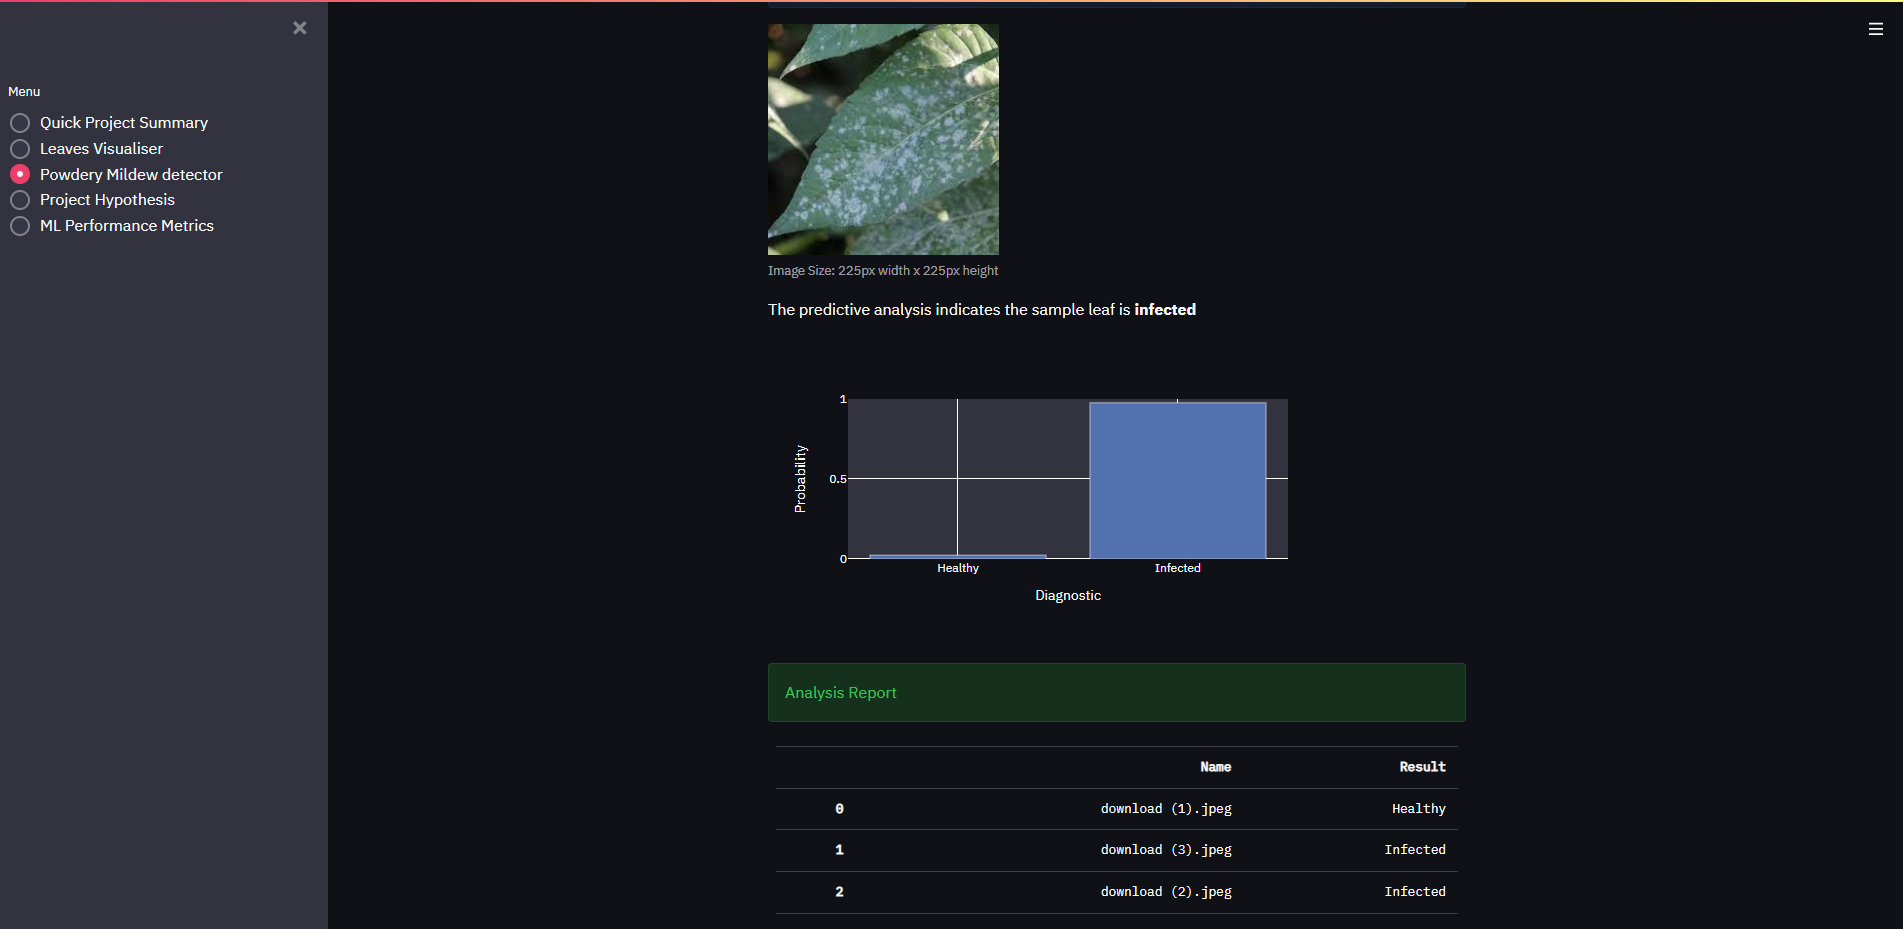 Menu
Quick Project Summary
Leaves Visualiser
Powdery Mildew detector
Project Hypothesis
ML Performance Metrics
Image Size: 225px width x 225px height
The predictive analysis indicates the sample leaf is infected
1
0.5
0
Probability
Healthy Infected
Diagnostic
Analysis Report
Name Result
0 download (1).jpeg Healthy
1 download (3).jpeg Infected
2 download (2).jpeg Infected